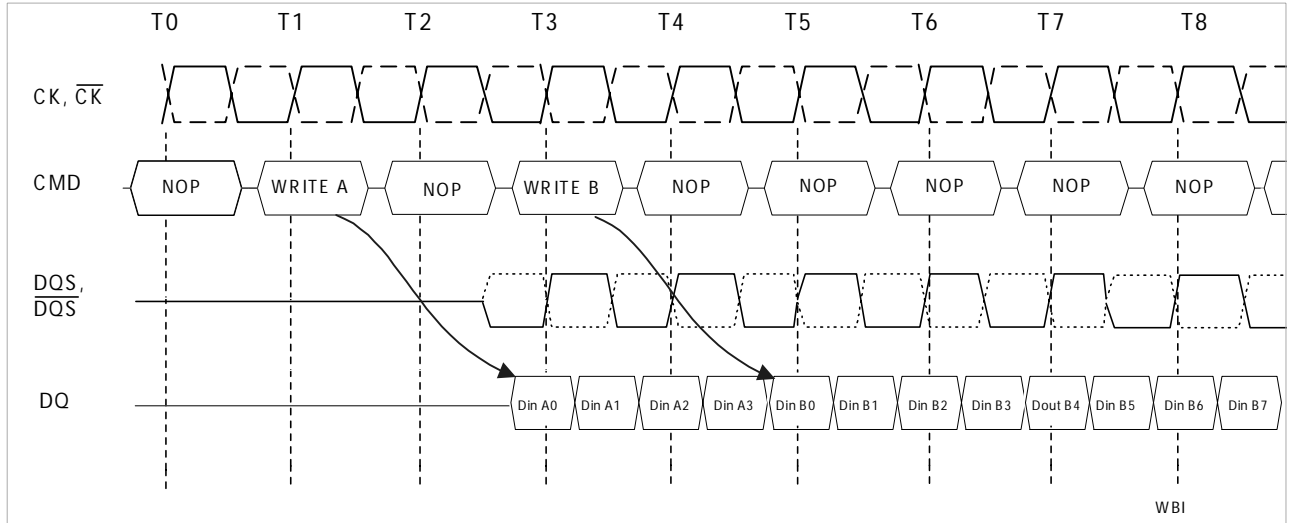 T0 T1 T2 T3 T4 T5 T6 T7 T8
CK, CK
CMD NOP WRITE A NOP WRITE B NOP NOP NOP NOP NOP
DQS,
DQS
DQ Din A0 Din A1 Din A2 Din A3 Din B0 Din B1 Din B2 Din B3 Dout B4 Din B5 Din B6 Din B7
WBI